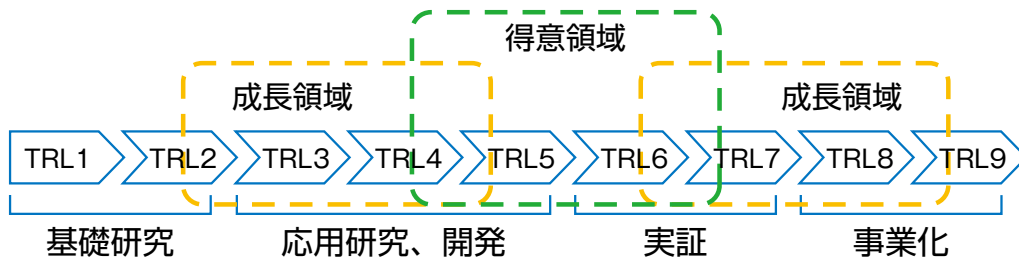 得意領域
成長領域
成長領域
TRL1 TRL2 TRL3 TRL4 TRL5 TRL6 TRL7 TRL8 TRL9
基礎研究 応用研究、開発 実証 事業化